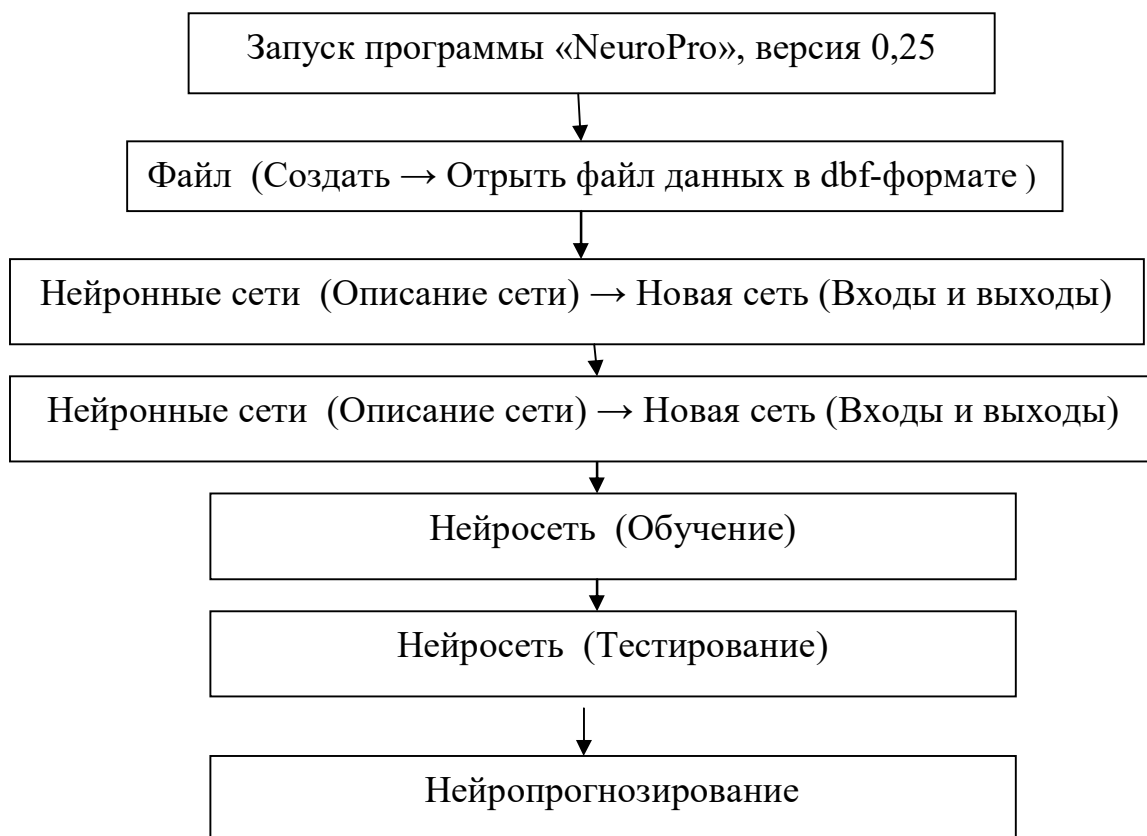 Запуск программы «NeuroPro», версия 0,25
Файл (Создать → Отрыть файл данных в dbf-формате )
Нейронные сети (Описание сети) → Новая сеть (Входы и выходы)
Нейронные сети (Описание сети) → Новая сеть (Входы и выходы)
Нейросеть (Обучение)
Нейросеть (Тестирование)
Нейропрогнозирование